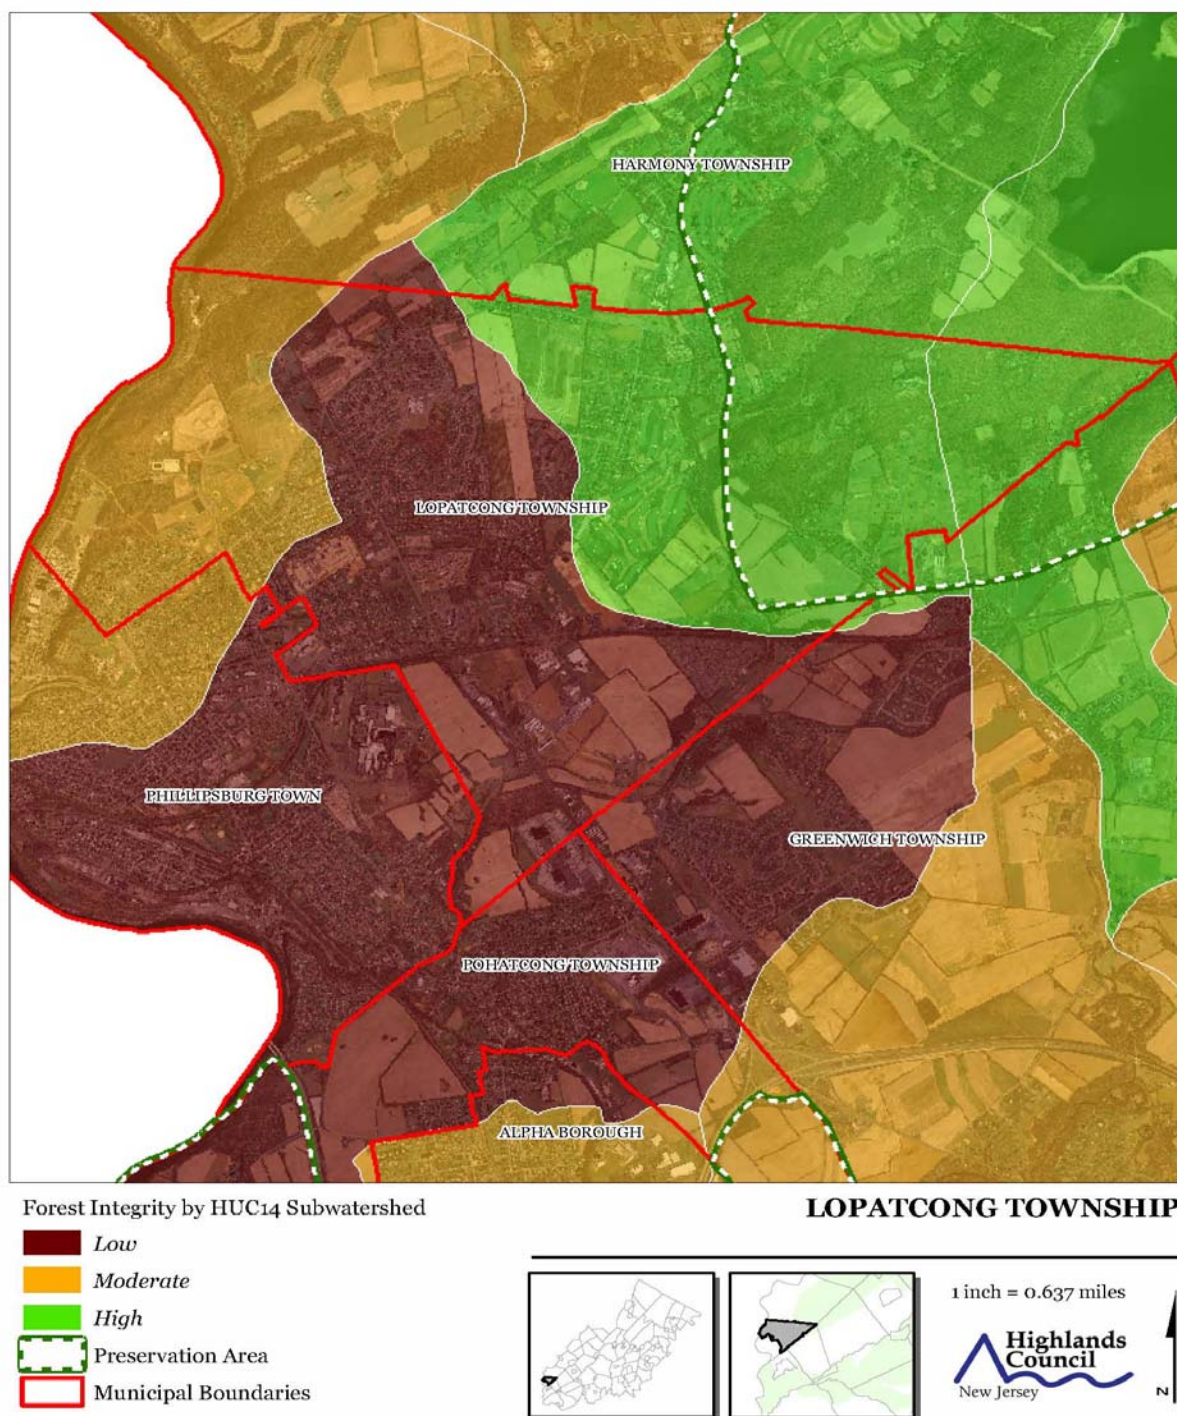 HARMONY TOWNSHIP
LOPATCONG TOWNSHIP
PHILLIPSBURG TOWN
GREENWICH TOWNSHIP
POHATCONG TOWNSHIP
ALPHA BOROUGH
Forest Integrity by HUC14 Subwatershed
Low
Moderate
High
Preservation Area
Municipal Boundaries
LOPATCONG TOWNSHIP
1 inch = 0.637 miles
Highlands
Council
New Jersey
N